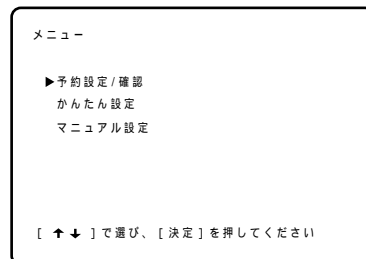 メニュー
▶予約設定/確認
かんたん設定
マニュアル設定
[ ↑↓ ]で選び、[決定]を押してください